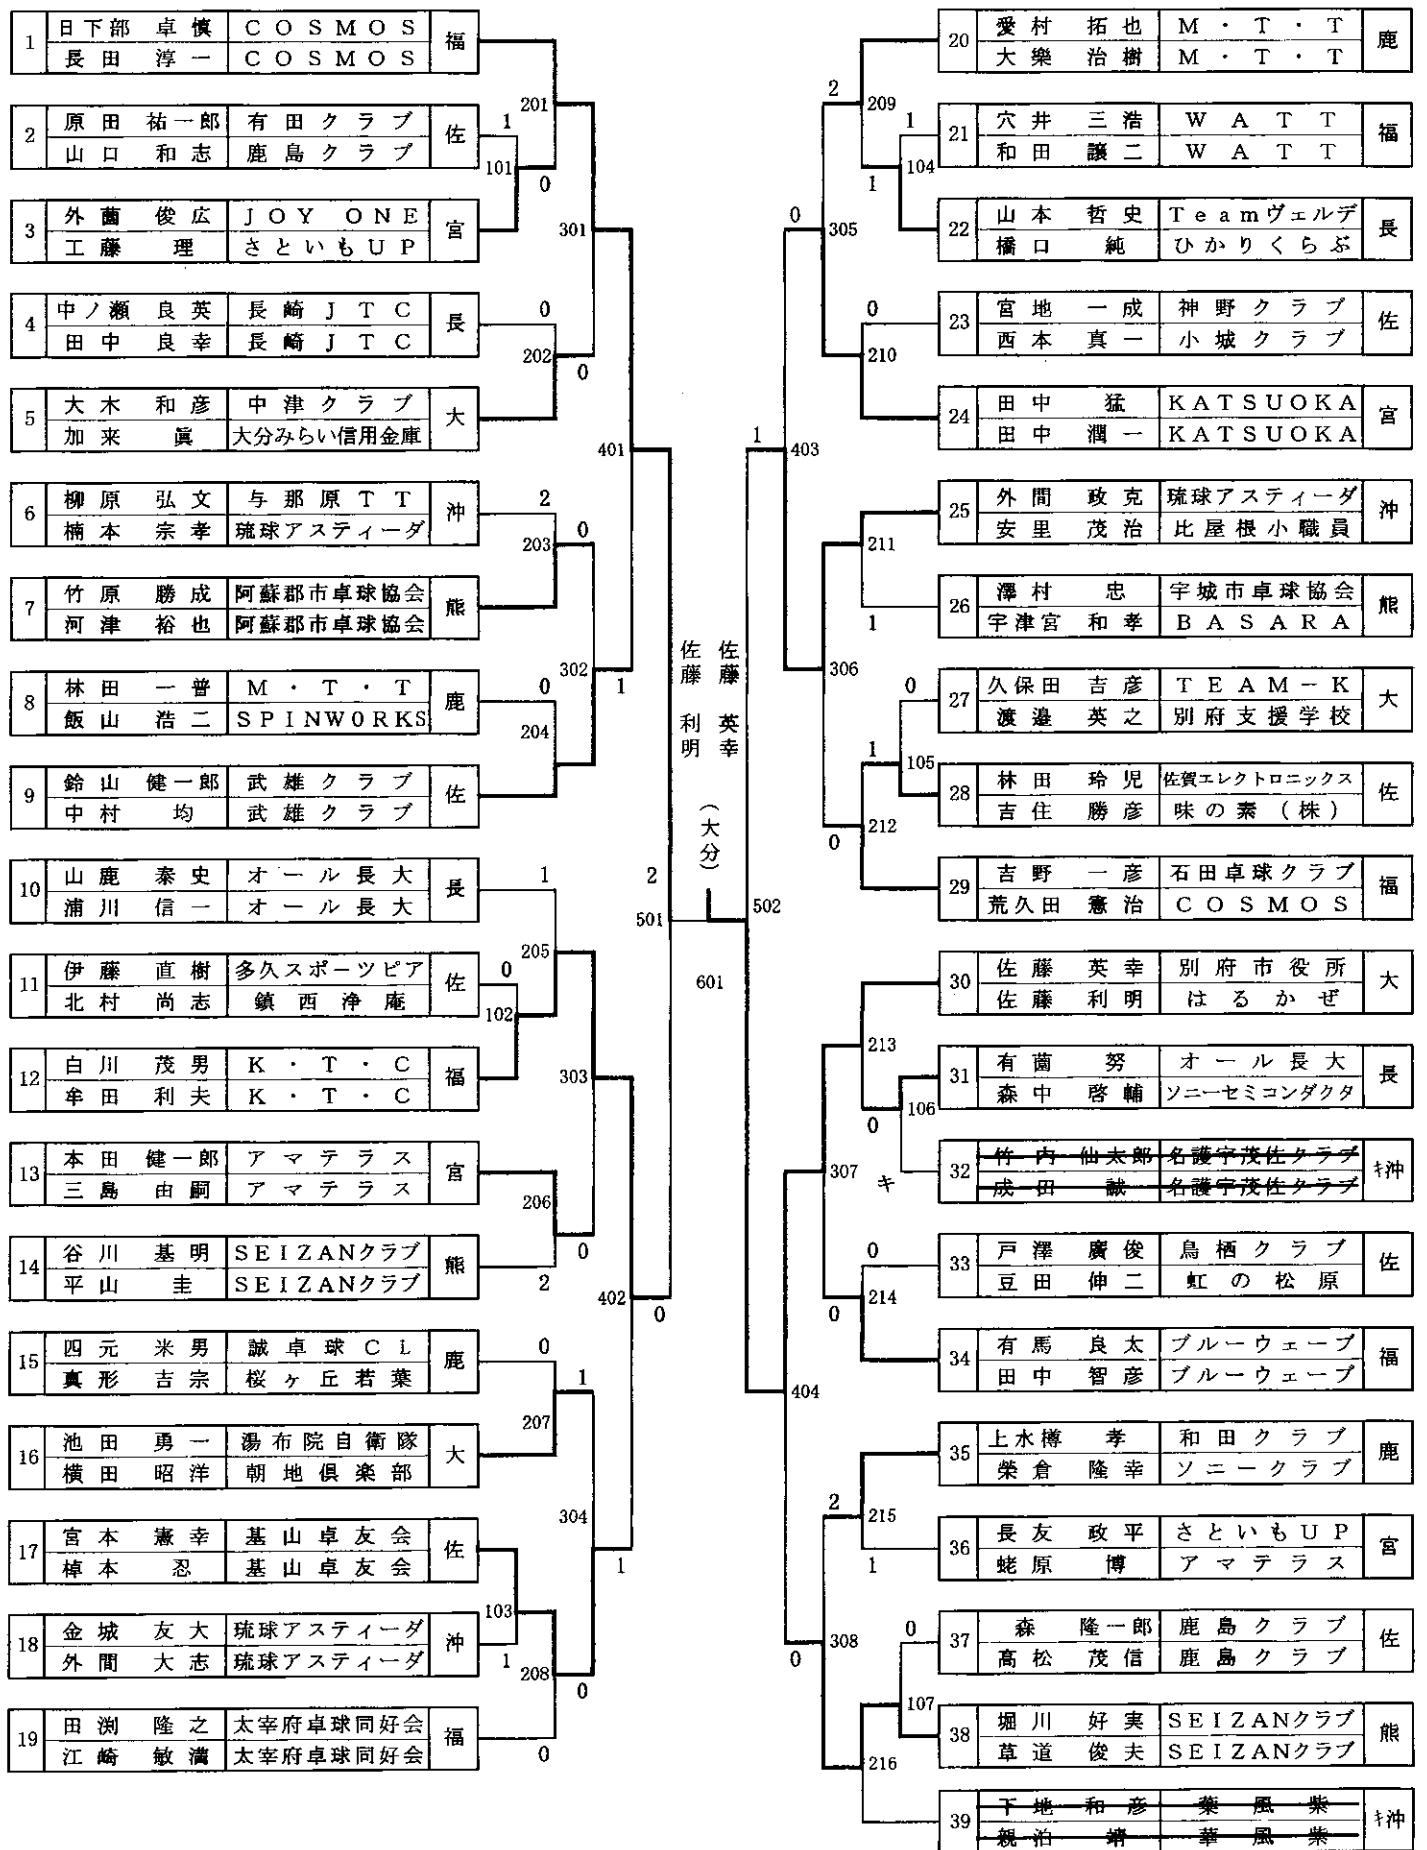 1 日下部 卓慎 COSMOS 福
長田 淳一 COSMOS
2 原田 祐一郎 有田クラブ 佐
山口 和志 鹿島クラブ
3 外薗 俊広 JOY ONE 宮
工藤 理 さといもUP
4 中ノ瀬 良英 長崎JTC 長
田中 良幸 長崎JTC
5 大木 和彦 中津クラブ 大
加来 眞 大分みらい信用金庫
6 柳原 弘文 与那原TT 沖
楠本 宗孝 琉球アスティーダ
7 竹原 勝成 阿蘇郡市卓球協会 熊
河津 裕也 阿蘇郡市卓球協会
8 林田 一普 M・T・T 鹿
飯山 浩二 SPINWORKS
9 鈴山 健一郎 武雄クラブ 佐
中村 均 武雄クラブ
10 山鹿 泰史 オール長大 長
浦川 信一 オール長大
11 伊藤 直樹 多久スポーツピア 佐
北村 尚志 鎮西浄庵
12 白川 茂男 K・T・C 福
牟田 利夫 K・T・C
13 本田 健一郎 アマテラス 宮
三島 由嗣 アマテラス
14 谷川 基明 SEIZANクラブ 熊
平山 圭 SEIZANクラブ
15 四元 米男 誠卓球CL 鹿
真形 吉宗 桜ヶ丘若葉
16 池田 勇一 湯布院自衛隊 大
横田 昭洋 朝地倶楽部
17 宮本 憲幸 基山卓友会 佐
棹本 忍 基山卓友会
18 金城 友大 琉球アスティーダ 沖
外間 大志 琉球アスティーダ
19 田渕 隆之 太宰府卓球同好会 福
江崎 敏満 太宰府卓球同好会
201
1
101
0
301
0
202
0
401
2
203
0
302
1
0
204
1
205
0
102
303
206
0
2
402
0
0
1
207
304
1
103
1
208
0
0
2
501
佐藤 英幸
佐藤 利明
(大分)
601
502
2
209
1
104
1
0
305
0
210
1
403
211
1
306
0
1
105
212
0
213
106
0
キ
307
0
214
0
404
2
215
1
308
0
0
107
216
20 愛村 拓也 M・T・T 鹿
大樂 治樹 M・T・T
21 穴井 三浩 WATT 福
和田 譲二 WATT
22 山本 哲史 Teamヴェルデ 長
橋口 純 ひかりくらぶ
23 宮地 一成 神野クラブ 佐
西本 真一 小城クラブ
24 田中 猛 KATSUOKA 宮
田中 潤一 KATSUOKA
25 外間 政克 琉球アスティーダ 沖
安里 茂治 比屋根小職員
26 澤村 忠 宇城市卓球協会 熊
宇津宮 和孝 BASARA
27 久保田 吉彦 TEAM-K 大
渡邉 英之 別府支援学校
28 林田 玲児 佐賀エレクトロニックス 佐
吉住 勝彦 味の素(株)
29 吉野 一彦 石田卓球クラブ 福
荒久田 憲治 COSMOS
30 佐藤 英幸 別府市役所 大
佐藤 利明 はるかぜ
31 有薗 努 オール長大 長
森中 啓輔 ソニーセミコンダクタ
32 竹内 仙太郎 名護宇茂佐クラブ キ沖
成田 誠 名護宇茂佐クラブ
33 戸澤 廣俊 鳥栖クラブ 佐
豆田 伸二 虹の松原
34 有馬 良太 ブルーウェーブ 福
田中 智彦 ブルーウェーブ
35 上水樽 孝 和田クラブ 鹿
榮倉 隆幸 ソニークラブ
36 長友 政平 さといもUP 宮
蛯原 博 アマテラス
37 森 隆一郎 鹿島クラブ 佐
髙松 茂信 鹿島クラブ
38 堀川 好実 SEIZANクラブ 熊
草道 俊夫 SEIZANクラブ
39 下地 和彦 風紫 キ沖
親泊 靖 華風紫